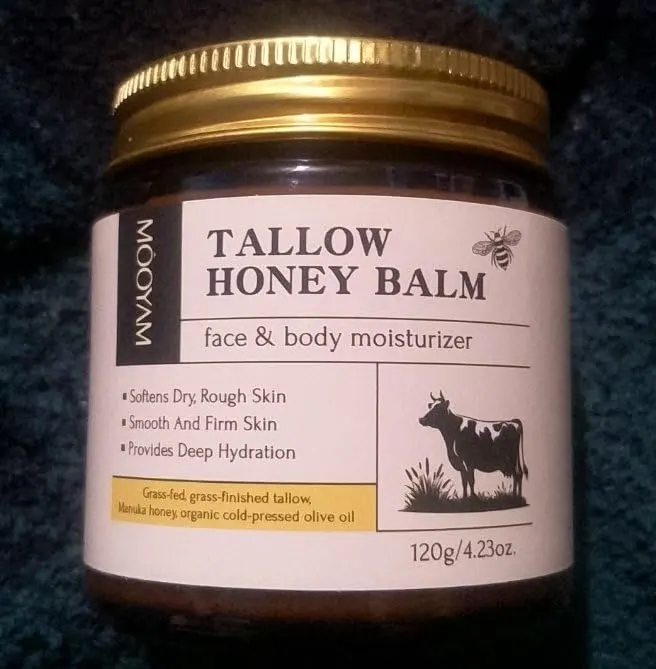 MÓOYAM
TALLOW
HONEY BALM
face & body moisturizer
▪ Softens Dry, Rough Skin
▪ Smooth And Firm Skin
▪ Provides Deep Hydration
Grass-fed, grass-finished tallow,
Manuka honey, organic cold-pressed olive oil
120g/4.23oz.